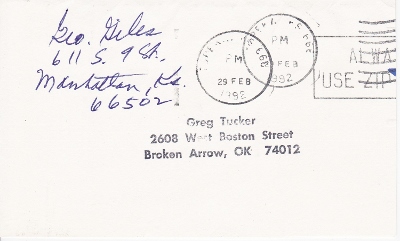 Geo. Giles
611 S. 9 St.
Manhattan, Ks.
66502
PM
29 FEB
PM
FEB
1992
ALWA
USE ZIP
Greg Tucker
2608 West Boston Street
Broken Arrow, OK 74012